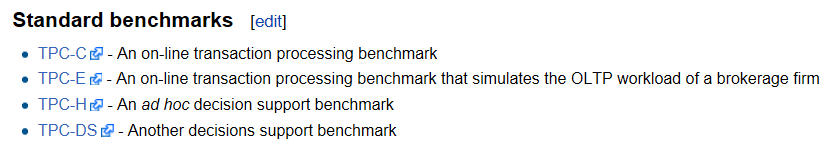 Standard benchmarks [edit]
TPC-C - An on-line transaction processing benchmark
TPC-E - An on-line transaction processing benchmark that simulates the OLTP workload of a brokerage firm
TPC-H - An ad hoc decision support benchmark
TPC-DS - Another decisions support benchmark